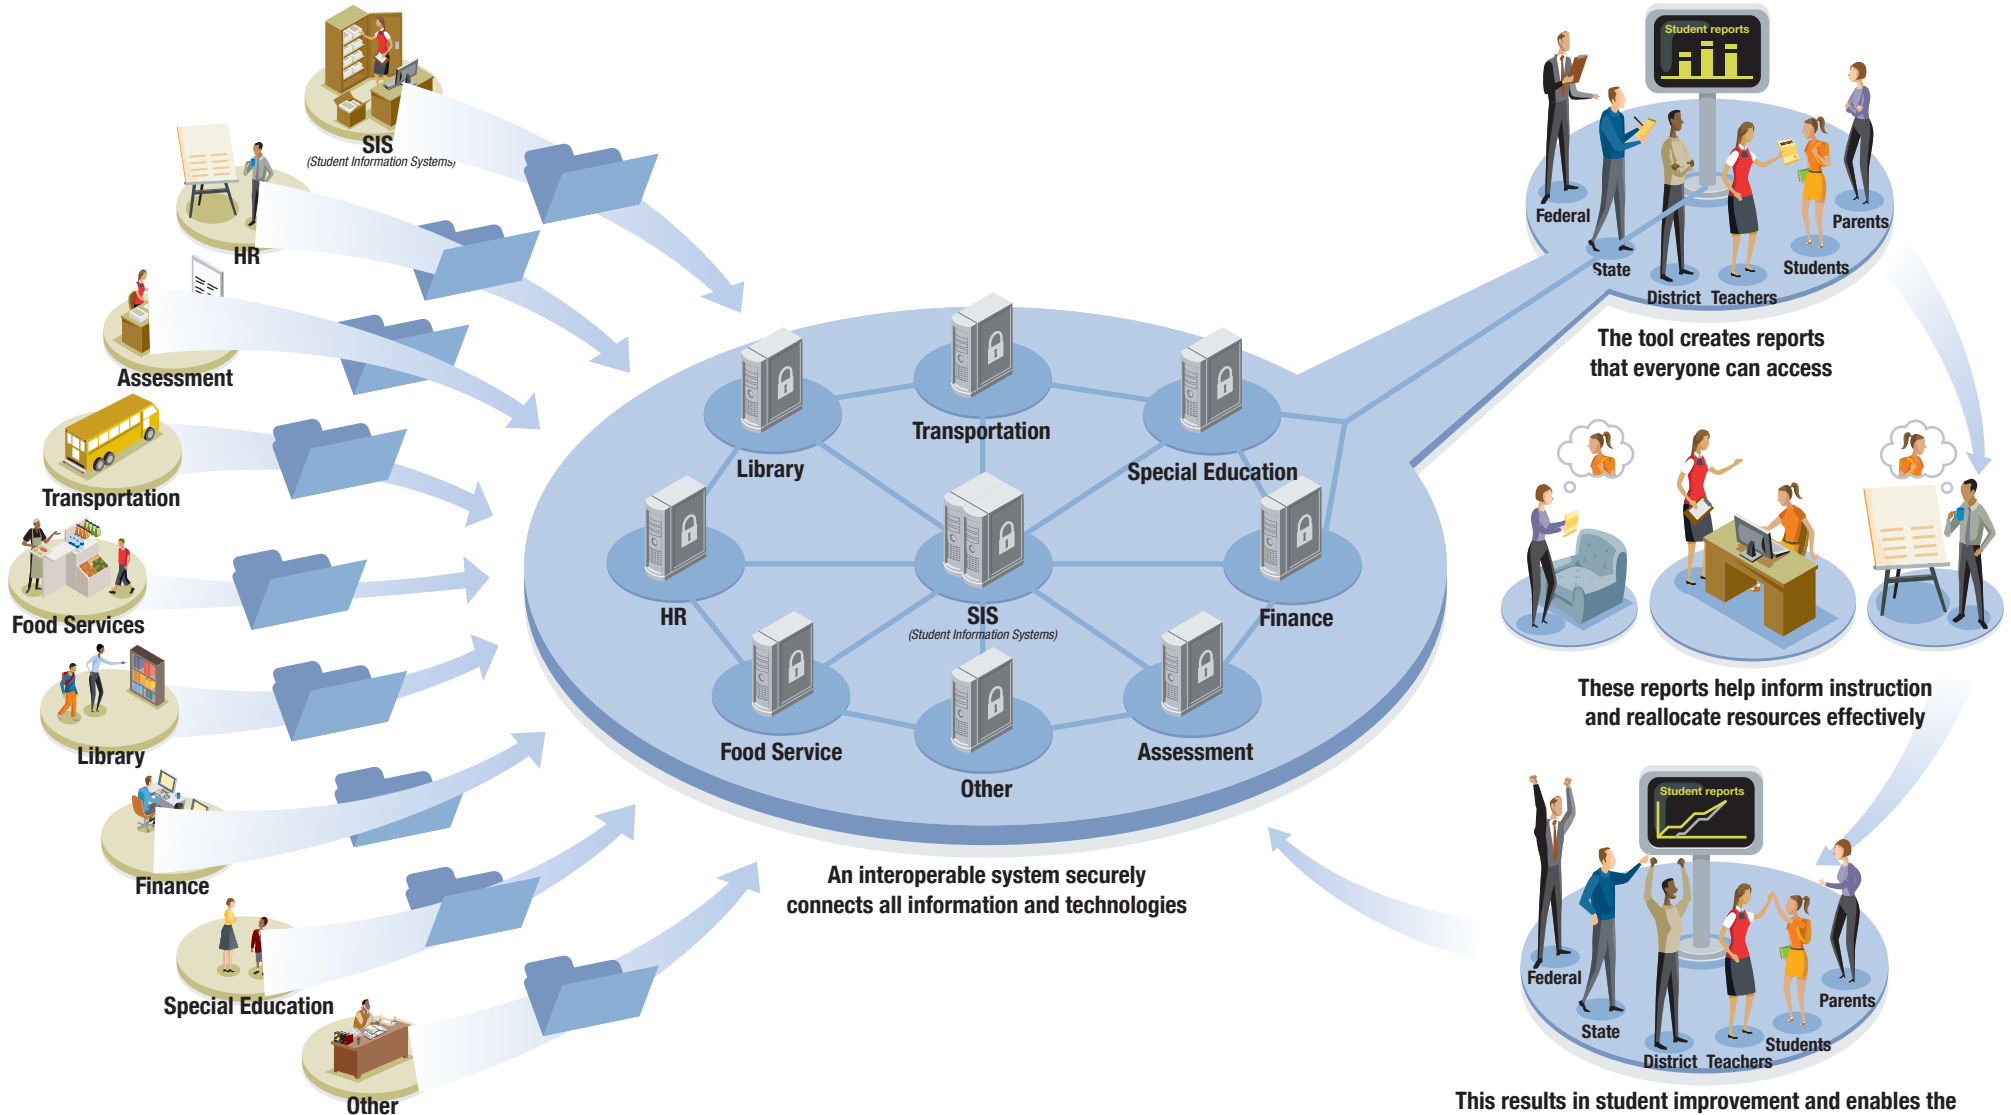 SIS
(Student Information Systems)
HR
Assessment
Transportation
Food Services
Library
Finance
Special Education
Other
Library
Transportation
Special Education
HR
SIS
(Student Information Systems)
Finance
Food Service
Other
Assessment
An interoperable system securely
connects all information and technologies
Student reports
REPORT
Federal
State
District
Teachers
Students
Parents
The tool creates reports
that everyone can access
These reports help inform instruction
and reallocate resources effectively
Student reports
Federal
State
District
Teachers
Students
Parents
This results in student improvement and enables the